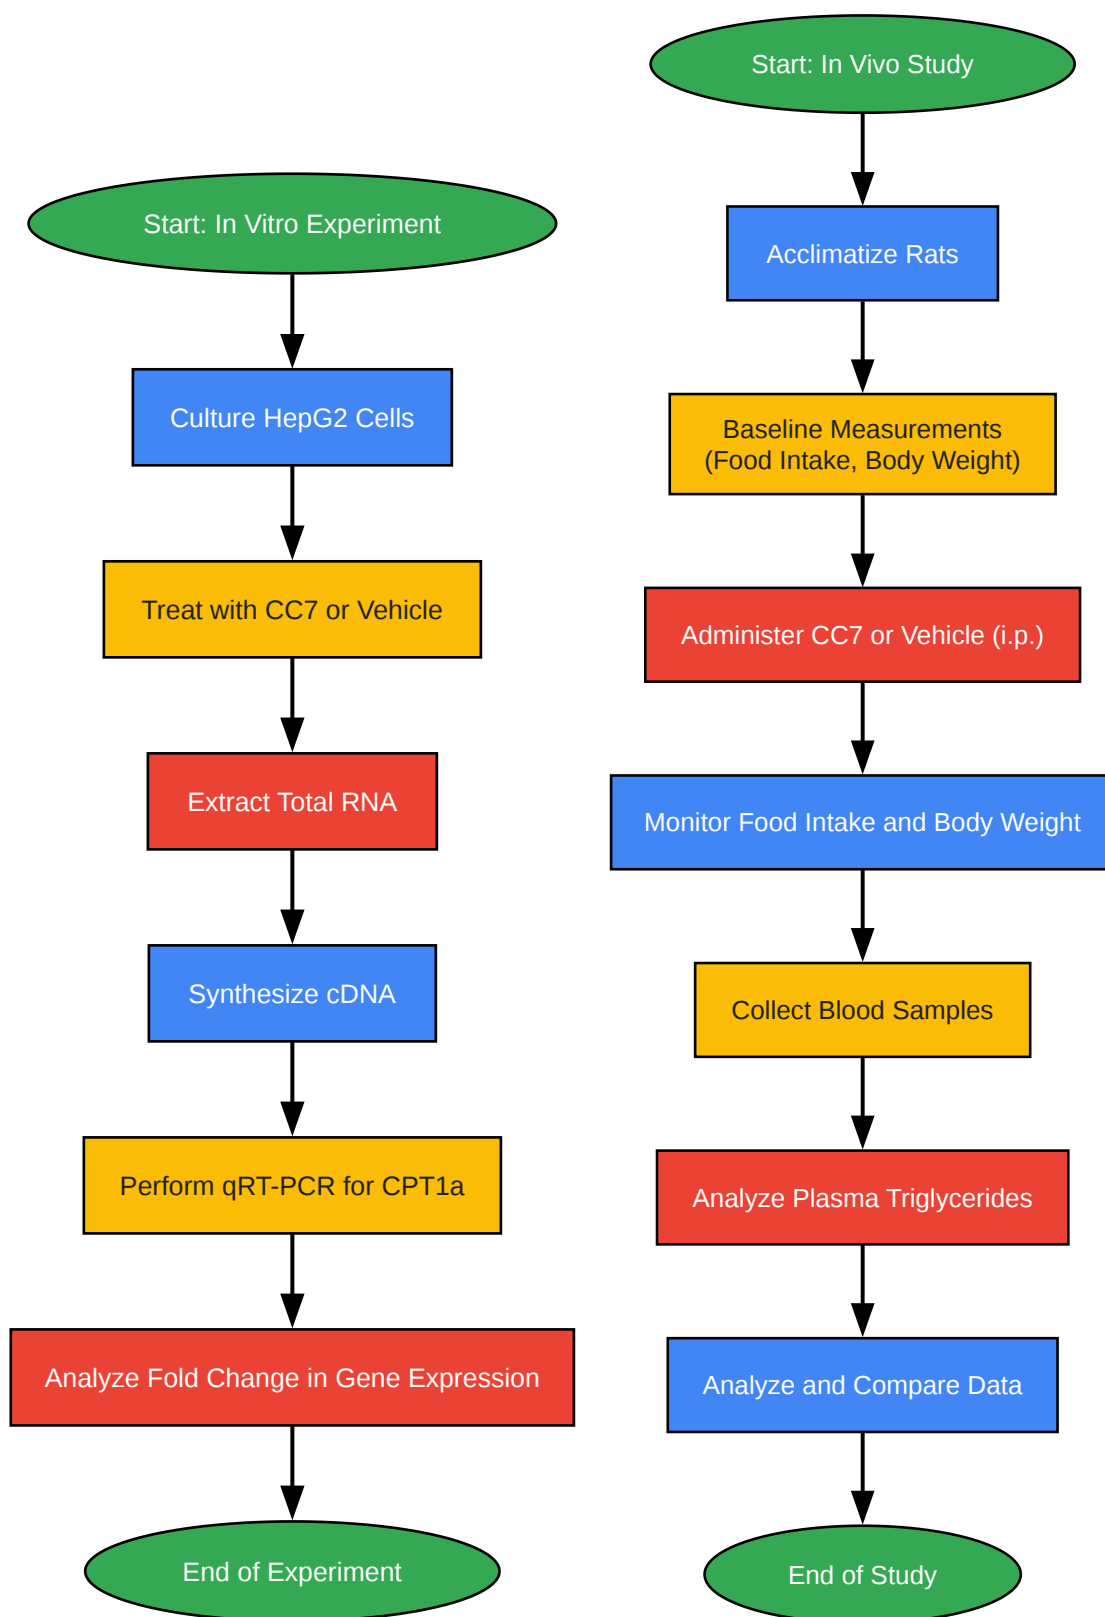 Start: In Vitro Experiment
Culture HepG2 Cells
Treat with CC7 or Vehicle
Extract Total RNA
Synthesize cDNA
Perform qRT-PCR for CPT1a
Analyze Fold Change in Gene Expression
End of Experiment
Start: In Vivo Study
Acclimatize Rats
Baseline Measurements
(Food Intake, Body Weight)
Administer CC7 or Vehicle (i.p.)
Monitor Food Intake and Body Weight
Collect Blood Samples
Analyze Plasma Triglycerides
Analyze and Compare Data
End of Study